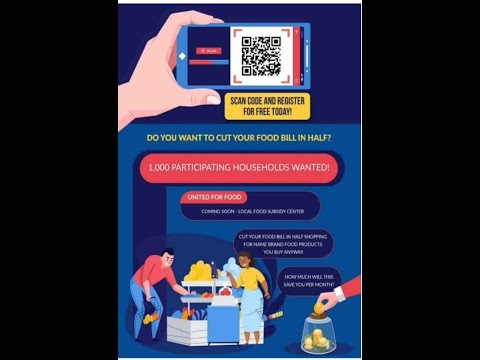 SCAN CODE AND REGISTER
FOR FREE TODAY!
DO YOU WANT TO CUT YOUR FOOD BILL IN HALF?
1,000 PARTICIPATING HOUSEHOLDS WANTED!
UNITED FOR FOOD
COMING SOON - LOCAL FOOD SUBSIDY CENTER
CUT YOUR FOOD BILL IN HALF SHOPPING
FOR NAME BRAND FOOD PRODUCTS
YOU BUY ANYWAY.
HOW MUCH WILL THIS
SAVE YOU PER MONTH?